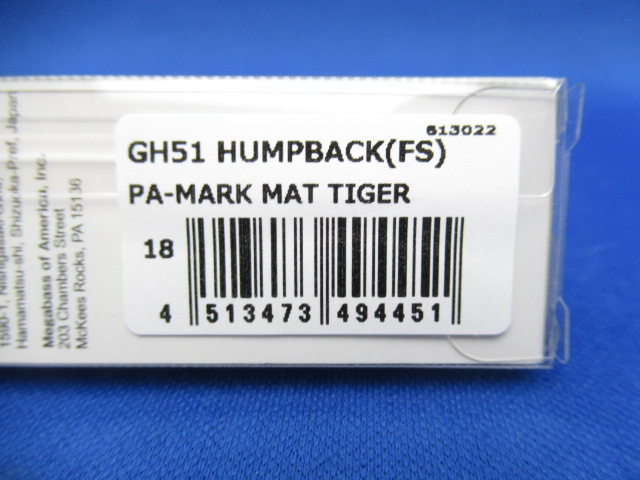 613022
GH51 HUMPBACK(FS)
PA-MARK MAT TIGER
18
4 513473 494451
Hamamatsu-shi, Shizuoka-Pref, Japan
Megabass of America, Inc.
203 Chambers Street
McKees Rocks, PA 15136